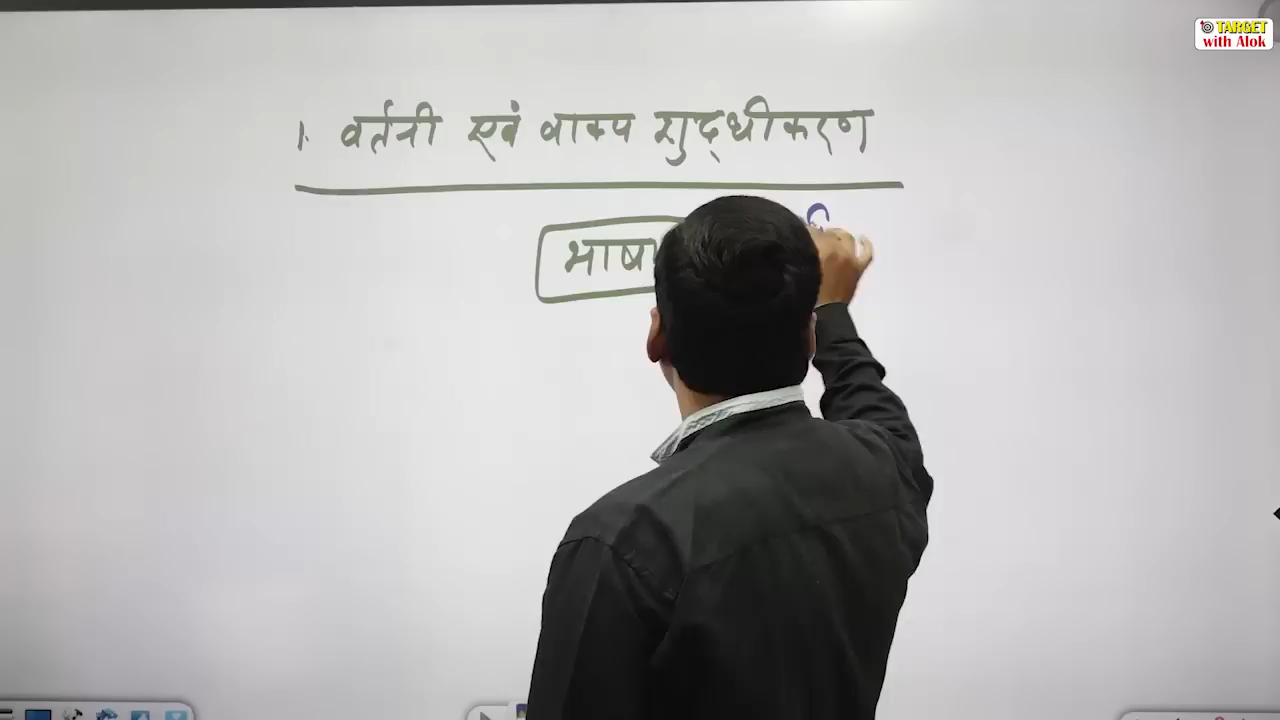 TARGET
with Alok
1. वर्तनी एवं वाक्य शुद्धीकरण
भाषा